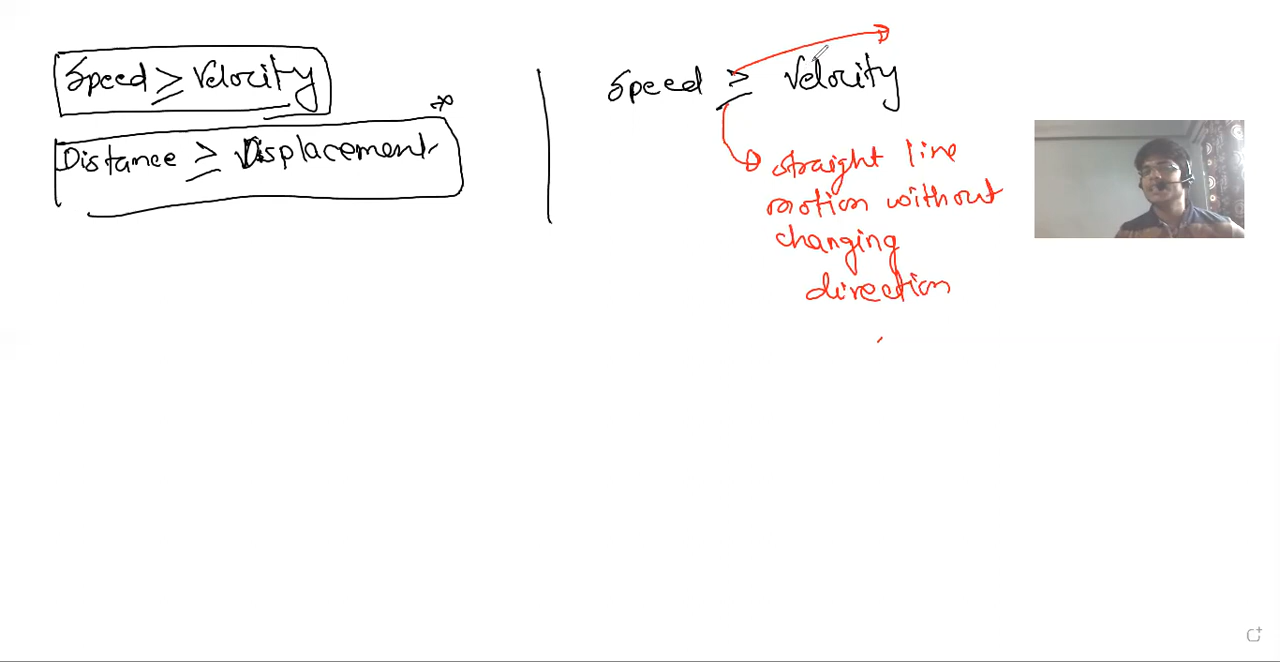 Speed ≥ Velocity
Distance ≥ Displacement
Speed ≥ Velocity
straight line
motion without
changing
direction